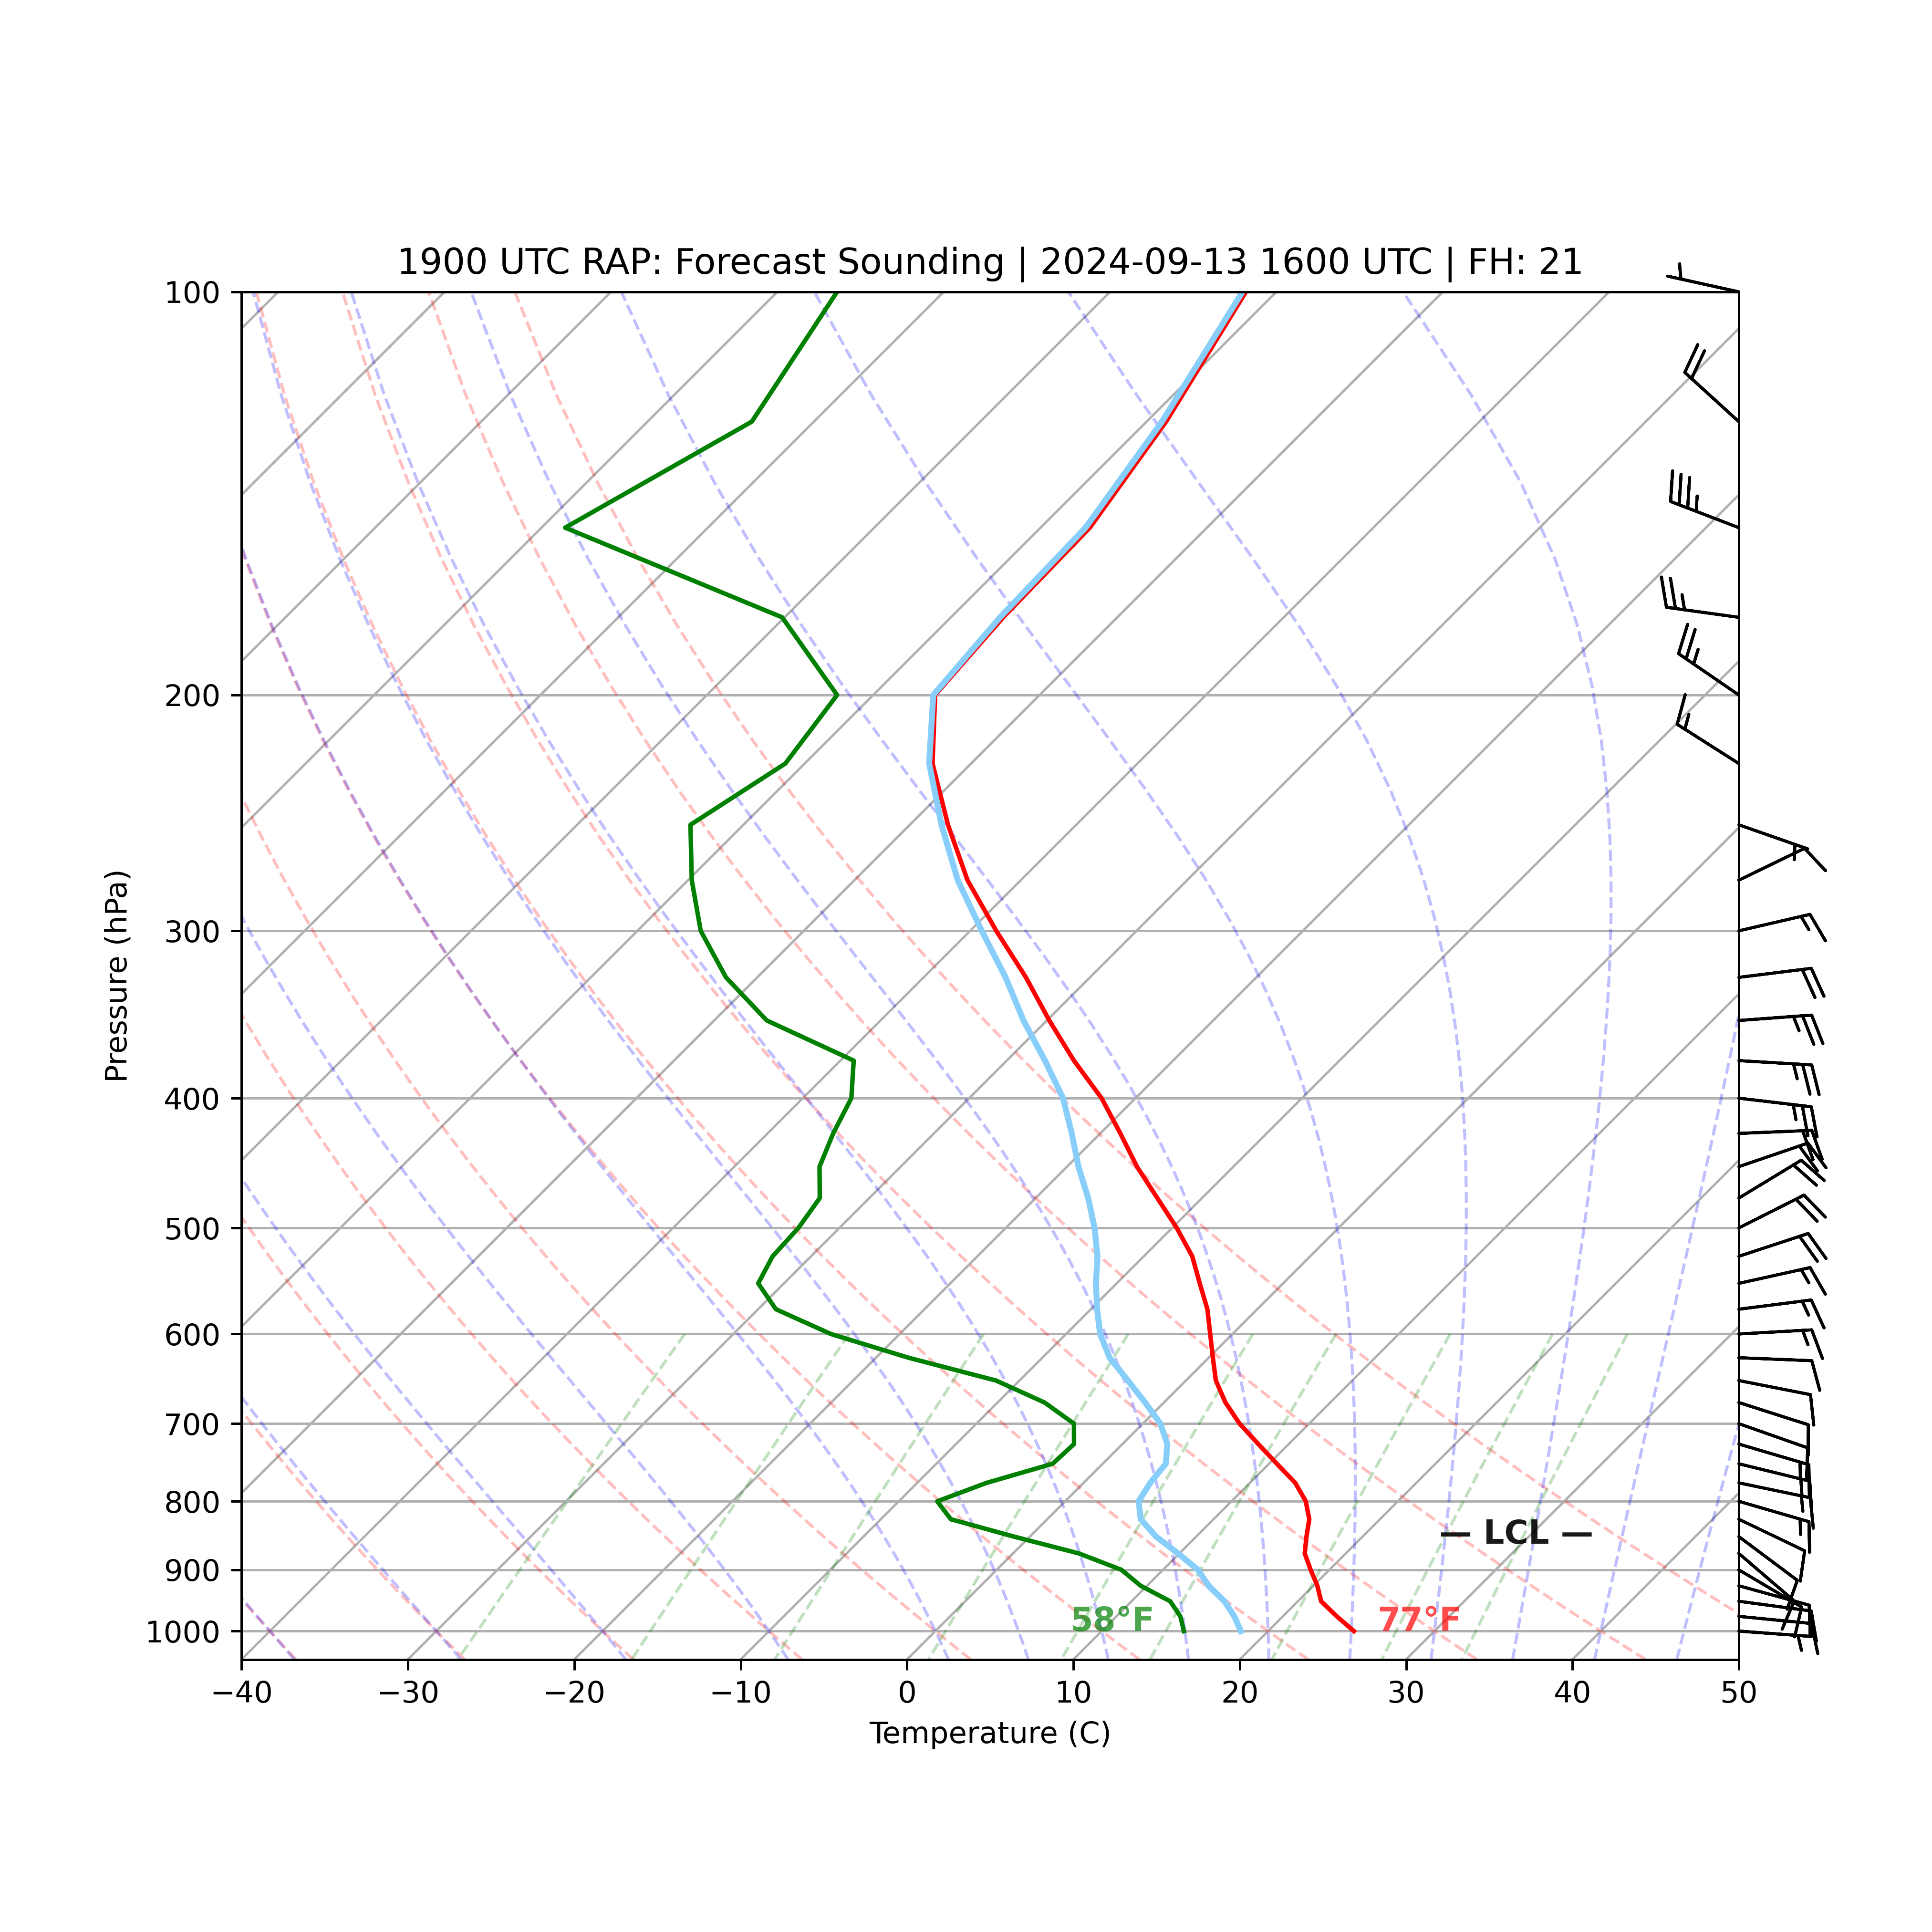 1900 UTC RAP: Forecast Sounding | 2024-09-13 1600 UTC | FH: 21
100
200
300
400
500
600
700
800
900
1000
Pressure (hPa)
— LCL —
58°F
77°F
−40 −30 −20 −10 0 10 20 30 40 50
Temperature (C)